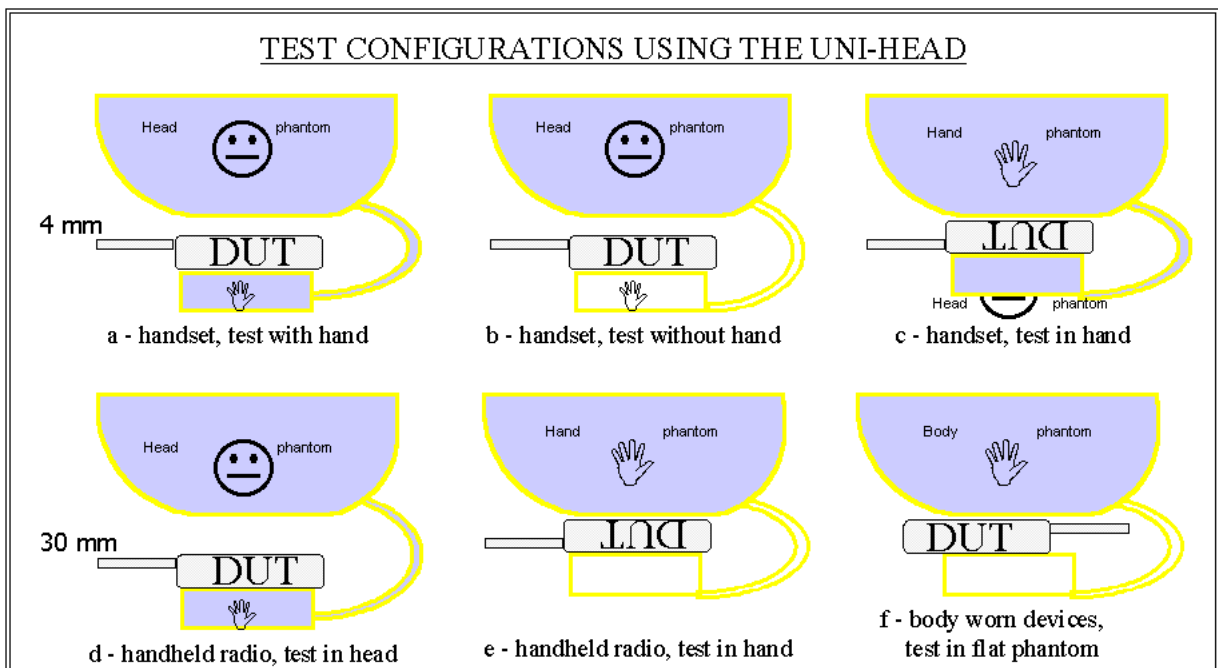 TEST CONFIGURATIONS USING THE UNI-HEAD
Head phantom
4 mm
DUT
a - handset, test with hand
Head phantom
DUT
b - handset, test without hand
Hand phantom
DUT
Head phantom
c - handset, test in hand
Head phantom
30 mm
DUT
d - handheld radio, test in head
Hand phantom
DUT
e - handheld radio, test in hand
Body phantom
DUT
f - body worn devices,
test in flat phantom